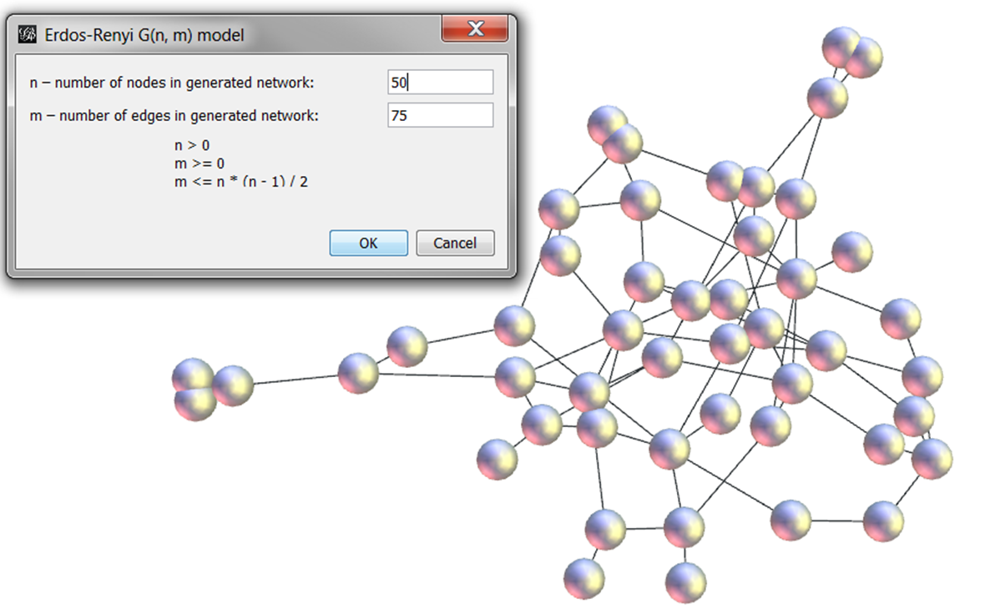 Erdos-Renyi G(n, m) model
n – number of nodes in generated network:
50
m – number of edges in generated network:
75
n > 0
m >= 0
m <= n * (n - 1) / 2
OK
Cancel